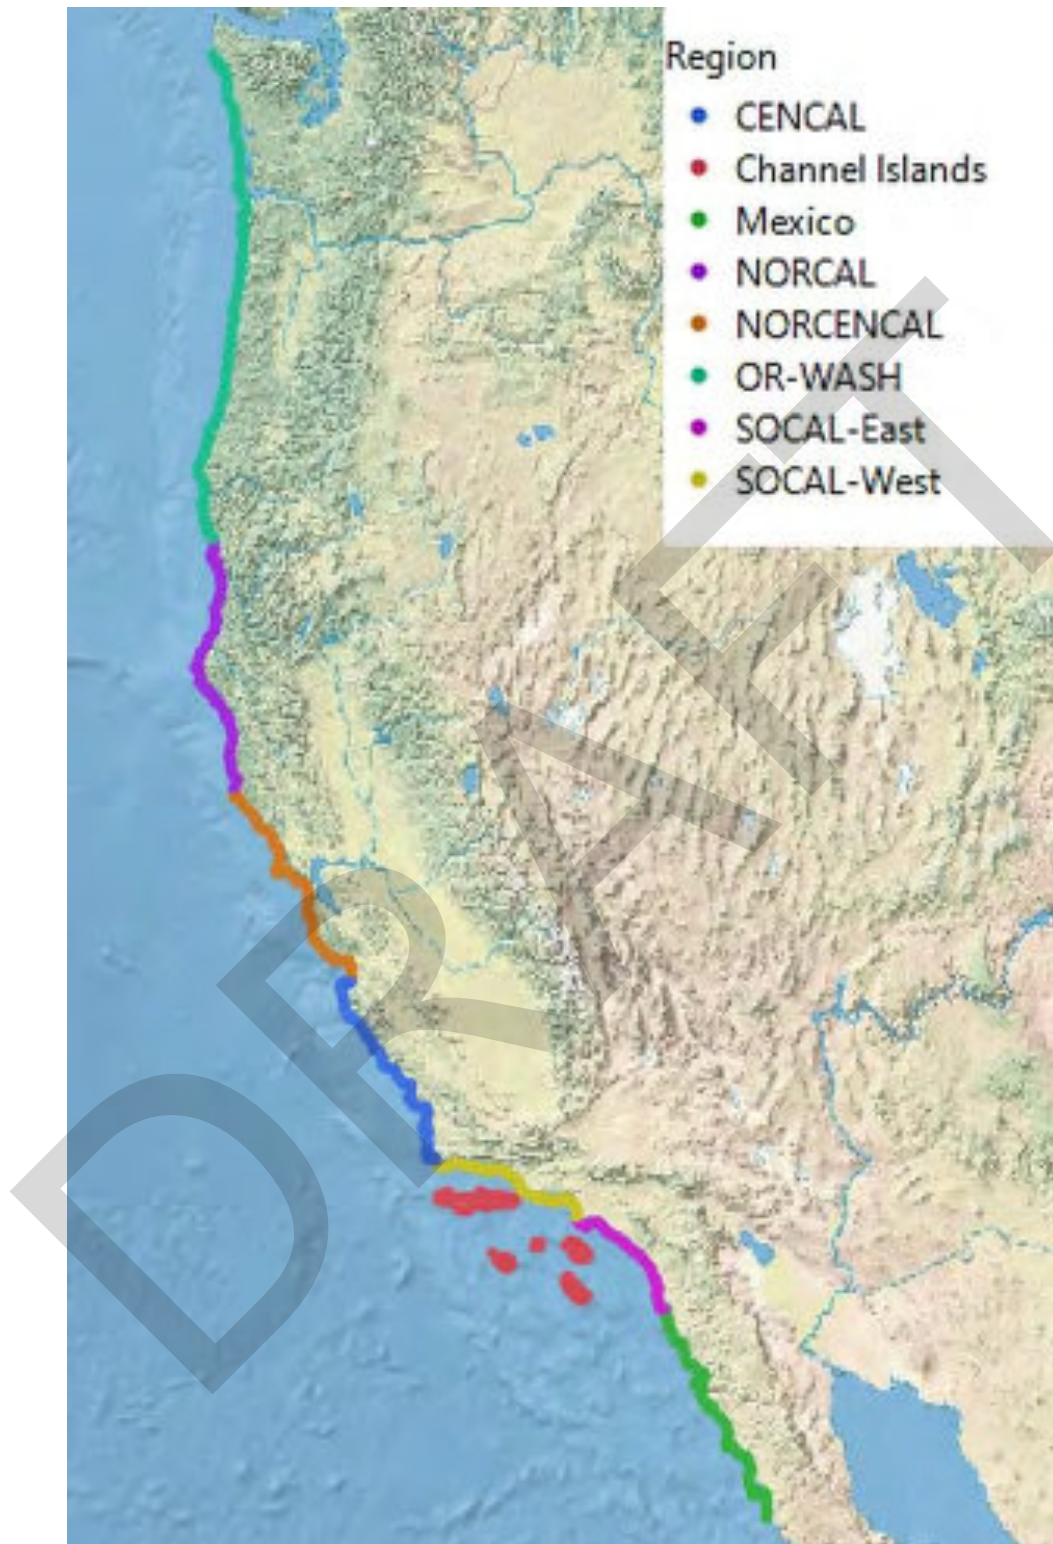 Region
CENCAL
Channel Islands
Mexico
NORCAL
NORCENCAL
OR-WASH
SOCAL-East
SOCAL-West
DRAFT